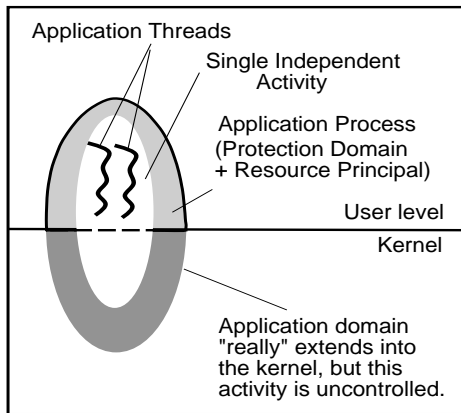 Application Threads
Single Independent
Activity
Application Process
(Protection Domain
+ Resource Principal)
User level
Kernel
Application domain
"really" extends into
the kernel, but this
activity is uncontrolled.